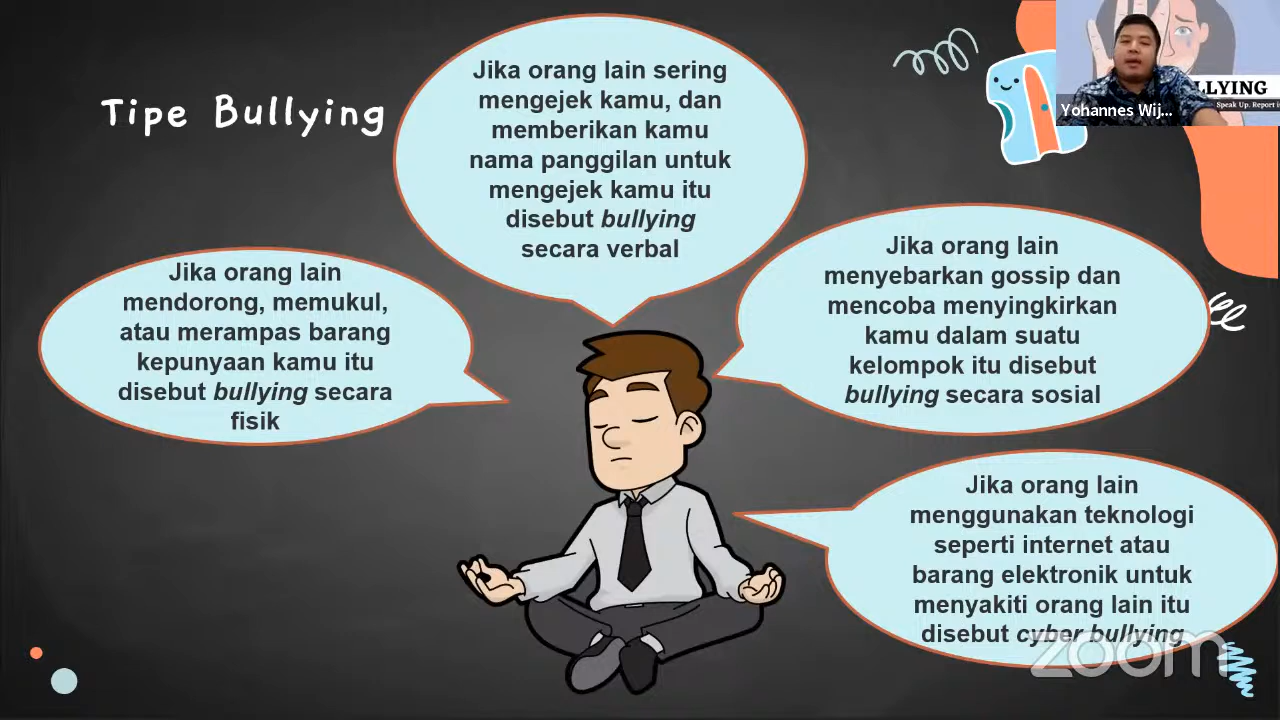 Tipe Bullying
Jika orang lain sering
mengejek kamu, dan
memberikan kamu
nama panggilan untuk
mengejek kamu itu
disebut bullying
secara verbal
Jika orang lain
mendorong, memukul,
atau merampas barang
kepunyaan kamu itu
disebut bullying secara
fisik
Jika orang lain
menyebarkan gossip dan
mencoba menyingkirkan
kamu dalam suatu
kelompok itu disebut
bullying secara sosial
Jika orang lain
menggunakan teknologi
seperti internet atau
barang elektronik untuk
menyakiti orang lain itu
disebut cyber bullying
LLYING
Speak Up, Report i
Yohannes Wij...
zoom